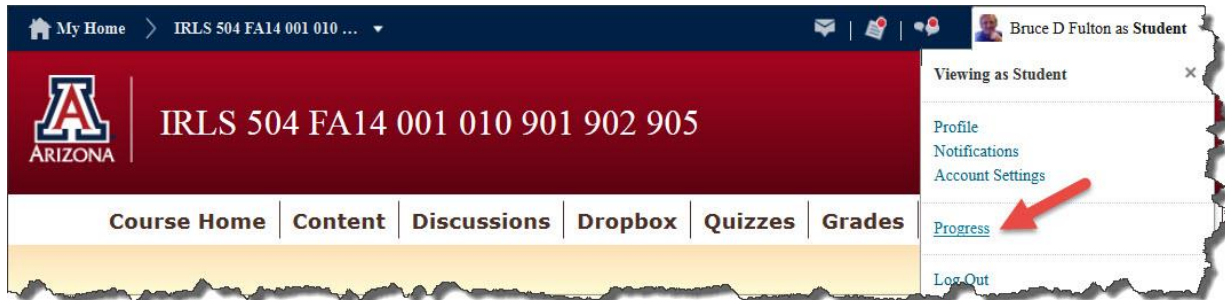 My Home
IRLS 504 FA14 001 010 ...
Bruce D Fulton as Student
Viewing as Student
ARIZONA
IRLS 504 FA14 001 010 901 902 905
Profile
Notifications
Account Settings
Course Home Content Discussions Dropbox Quizzes Grades
Progress
Log Out